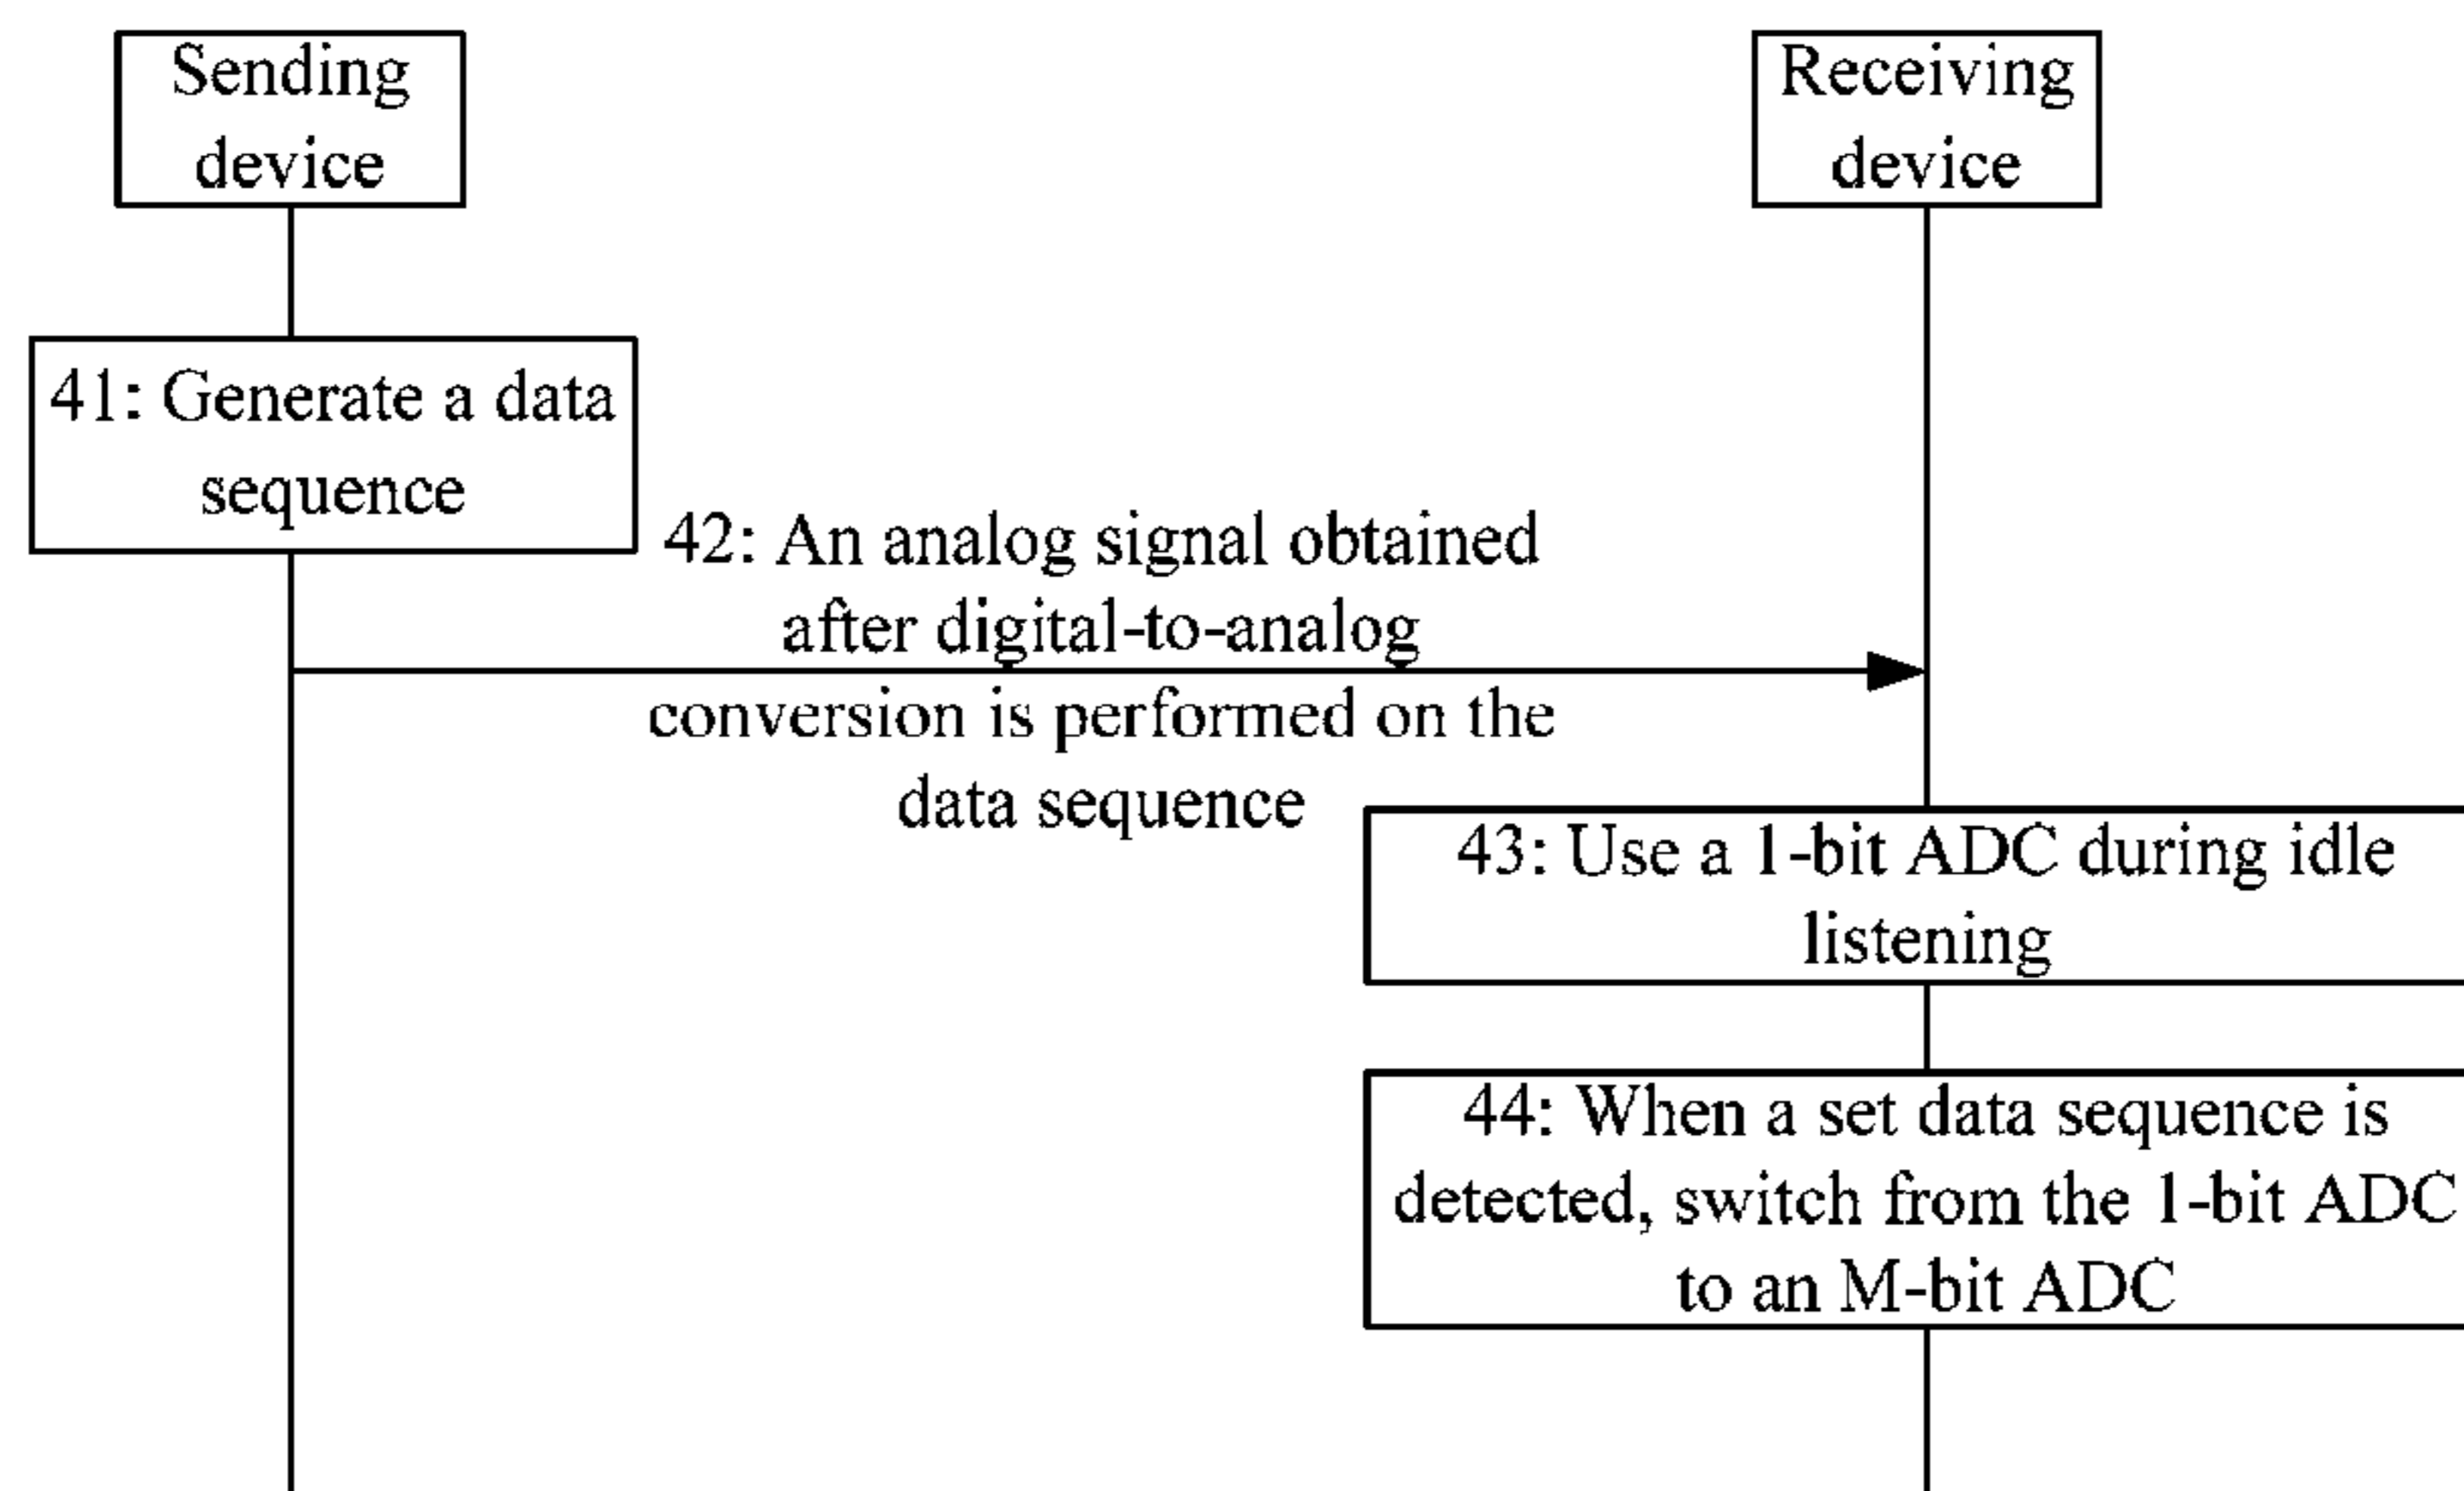 Sending
device
Receiving
device
41: Generate a data
sequence
42: An analog signal obtained
after digital-to-analog
conversion is performed on the
data sequence
43: Use a 1-bit ADC during idle
listening
44: When a set data sequence is
detected, switch from the 1-bit ADC
to an M-bit ADC